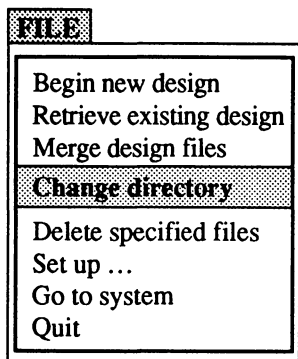 FILE
Begin new design
Retrieve existing design
Merge design files
Change directory
Delete specified files
Set up ...
Go to system
Quit